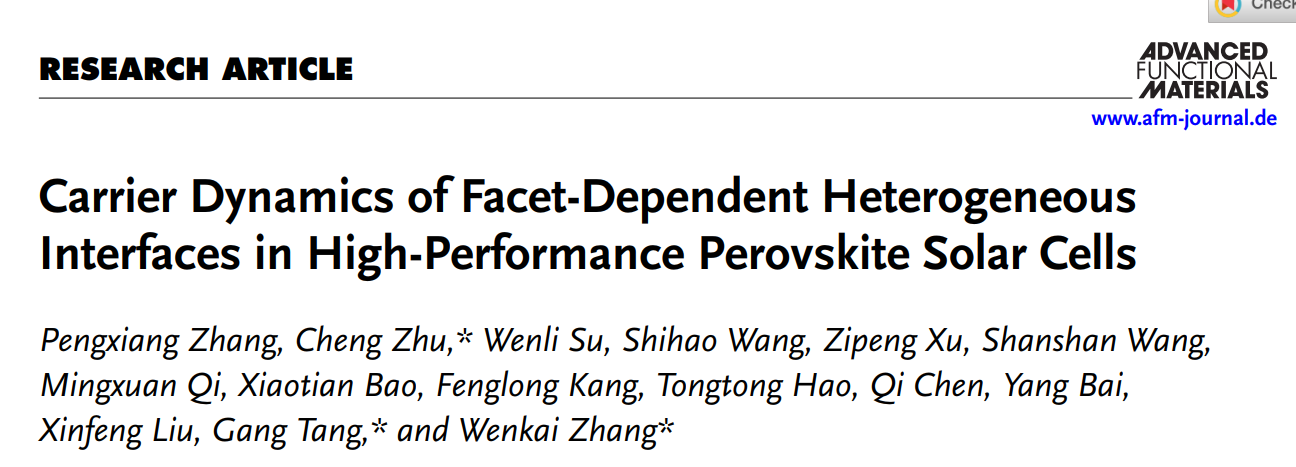 Check
RESEARCH ARTICLE
ADVANCED
FUNCTIONAL
MATERIALS
www.afm-journal.de
Carrier Dynamics of Facet-Dependent Heterogeneous
Interfaces in High-Performance Perovskite Solar Cells
Pengxiang Zhang, Cheng Zhu,* Wenli Su, Shihao Wang, Zipeng Xu, Shanshan Wang,
Mingxuan Qi, Xiaotian Bao, Fenglong Kang, Tongtong Hao, Qi Chen, Yang Bai,
Xinfeng Liu, Gang Tang,* and Wenkai Zhang*